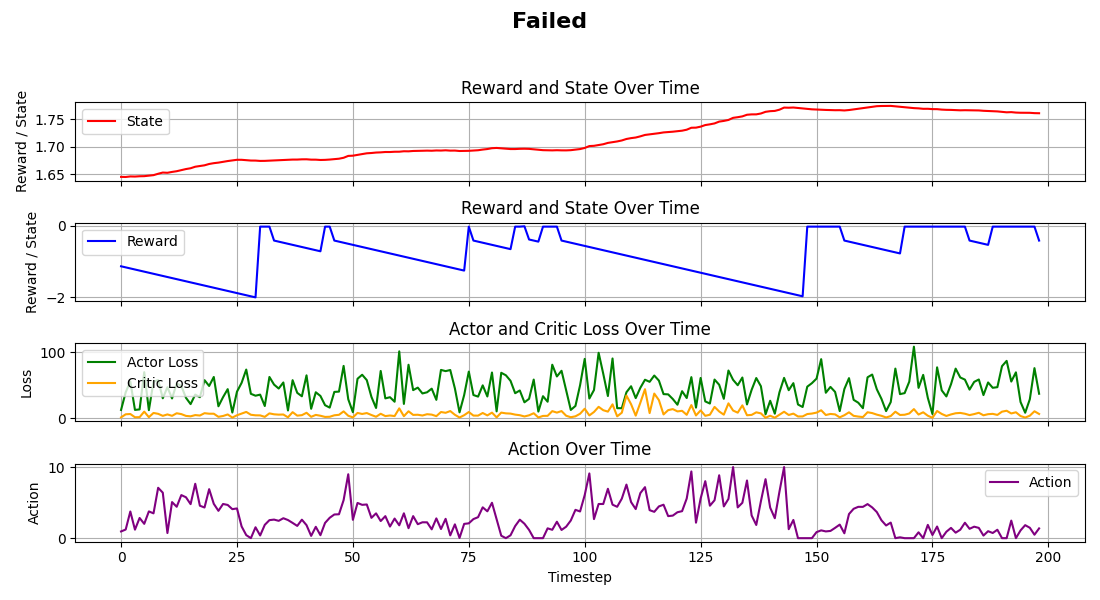 Failed
Reward and State Over Time
Reward / State
1.75
1.70
1.65
State
Reward and State Over Time
Reward / State
0
−2
Reward
Actor and Critic Loss Over Time
Loss
100
0
Actor Loss
Critic Loss
Action Over Time
Action
10
0
Action
0 25 50 75 100 125 150 175 200
Timestep